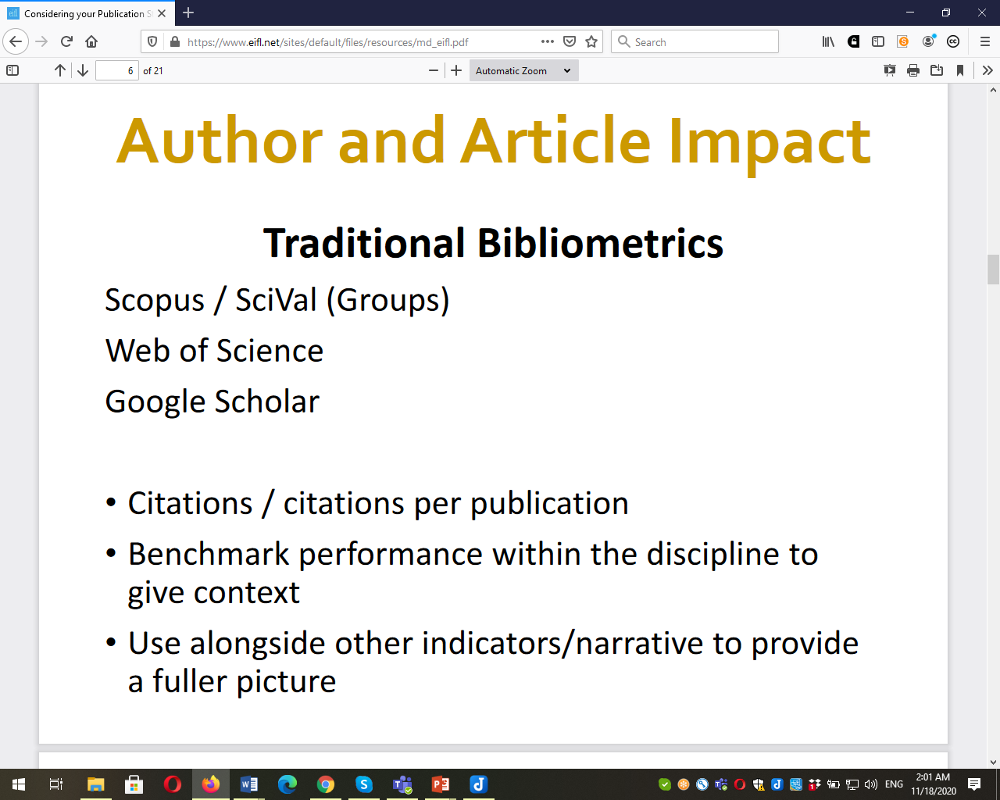 Considering your Publication S
https://www.eifl.net/sites/default/files/resources/md_eifl.pdf
Search
6 of 21
Automatic Zoom
Author and Article Impact
Traditional Bibliometrics
Scopus / SciVal (Groups)
Web of Science
Google Scholar
• Citations / citations per publication
• Benchmark performance within the discipline to
give context
• Use alongside other indicators/narrative to provide
a fuller picture
ENG
2:01 AM
11/18/2020